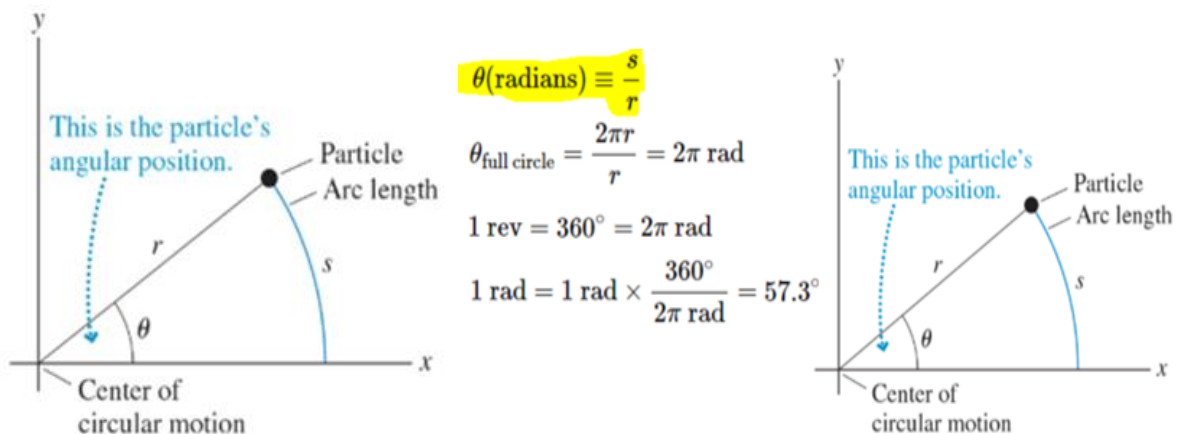 y
This is the particle's
angular position.
Particle
Arc length
r
s
θ
x
Center of
circular motion
θ(radians) ≡ s/r
θfull circle = 2πr/r = 2π rad
1 rev = 360° = 2π rad
1 rad = 1 rad × 360°/2π rad = 57.3°
y
This is the particle's
angular position.
Particle
Arc length
r
s
θ
x
Center of
circular motion